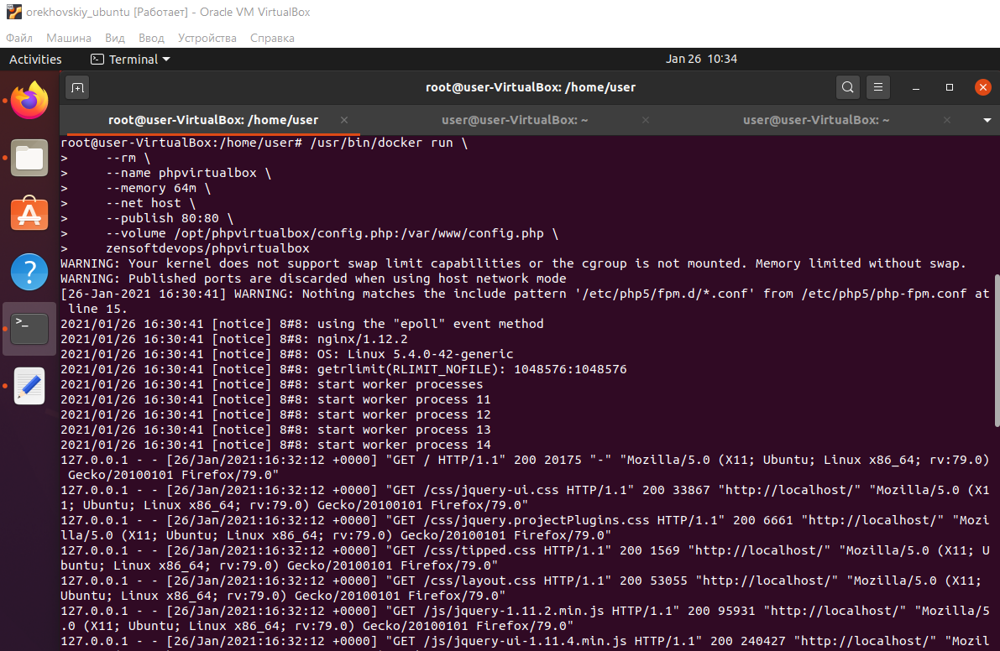 orekhovskiy_ubuntu [Работает] - Oracle VM VirtualBox
Файл Машина Вид Ввод Устройства Справка
Activities Terminal Jan 26 10:34
root@user-VirtualBox: /home/user
root@user-VirtualBox: /home/user user@user-VirtualBox: ~ user@user-VirtualBox: ~
root@user-VirtualBox:/home/user# /usr/bin/docker run \
> --rm \
> --name phpvirtualbox \
> --memory 64m \
> --net host \
> --publish 80:80 \
> --volume /opt/phpvirtualbox/config.php:/var/www/config.php \
> zensoftdevops/phpvirtualbox
WARNING: Your kernel does not support swap limit capabilities or the cgroup is not mounted. Memory limited without swap.
WARNING: Published ports are discarded when using host network mode
[26-Jan-2021 16:30:41] WARNING: Nothing matches the include pattern '/etc/php5/fpm.d/*.conf' from /etc/php5/php-fpm.conf at
line 15.
2021/01/26 16:30:41 [notice] 8#8: using the "epoll" event method
2021/01/26 16:30:41 [notice] 8#8: nginx/1.12.2
2021/01/26 16:30:41 [notice] 8#8: OS: Linux 5.4.0-42-generic
2021/01/26 16:30:41 [notice] 8#8: getrlimit(RLIMIT_NOFILE): 1048576:1048576
2021/01/26 16:30:41 [notice] 8#8: start worker processes
2021/01/26 16:30:41 [notice] 8#8: start worker process 11
2021/01/26 16:30:41 [notice] 8#8: start worker process 12
2021/01/26 16:30:41 [notice] 8#8: start worker process 13
2021/01/26 16:30:41 [notice] 8#8: start worker process 14
127.0.0.1 - - [26/Jan/2021:16:32:12 +0000] "GET / HTTP/1.1" 200 20175 "-" "Mozilla/5.0 (X11; Ubuntu; Linux x86_64; rv:79.0)
Gecko/20100101 Firefox/79.0"
127.0.0.1 - - [26/Jan/2021:16:32:12 +0000] "GET /css/jquery-ui.css HTTP/1.1" 200 33867 "http://localhost/" "Mozilla/5.0 (X1
1; Ubuntu; Linux x86_64; rv:79.0) Gecko/20100101 Firefox/79.0"
127.0.0.1 - - [26/Jan/2021:16:32:12 +0000] "GET /css/jquery.projectPlugins.css HTTP/1.1" 200 6661 "http://localhost/" "Mozi
lla/5.0 (X11; Ubuntu; Linux x86_64; rv:79.0) Gecko/20100101 Firefox/79.0"
127.0.0.1 - - [26/Jan/2021:16:32:12 +0000] "GET /css/tipped.css HTTP/1.1" 200 1569 "http://localhost/" "Mozilla/5.0 (X11; U
buntu; Linux x86_64; rv:79.0) Gecko/20100101 Firefox/79.0"
127.0.0.1 - - [26/Jan/2021:16:32:12 +0000] "GET /css/layout.css HTTP/1.1" 200 53055 "http://localhost/" "Mozilla/5.0 (X11;
Ubuntu; Linux x86_64; rv:79.0) Gecko/20100101 Firefox/79.0"
127.0.0.1 - - [26/Jan/2021:16:32:12 +0000] "GET /js/jquery-1.11.2.min.js HTTP/1.1" 200 95931 "http://localhost/" "Mozilla/5
.0 (X11; Ubuntu; Linux x86_64; rv:79.0) Gecko/20100101 Firefox/79.0"
127.0.0.1 - - [26/Jan/2021:16:32:12 +0000] "GET /js/jquery-ui-1.11.4.min.js HTTP/1.1" 200 240427 "http://localhost/" "Mozil